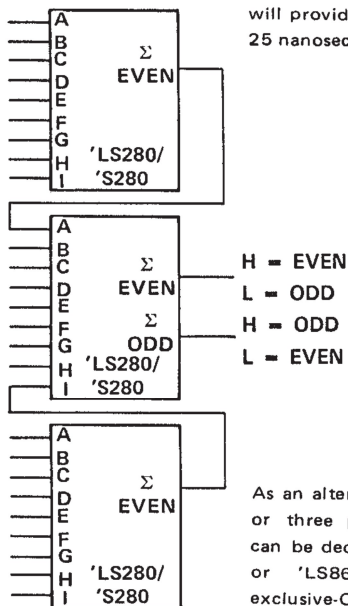 will provid
25 nanosec
A
B
C
D
E
F
G
H
I
Σ
EVEN
'LS280/
'S280
A
B
C
D
E
F
G
H
I
Σ
EVEN
Σ
ODD
'LS280/
'S280
H = EVEN
L = ODD
H = ODD
L = EVEN
A
B
C
D
E
F
G
H
I
Σ
EVEN
'LS280/
'S280
As an alter
or three p
can be dec
or 'LS86
exclusive-O